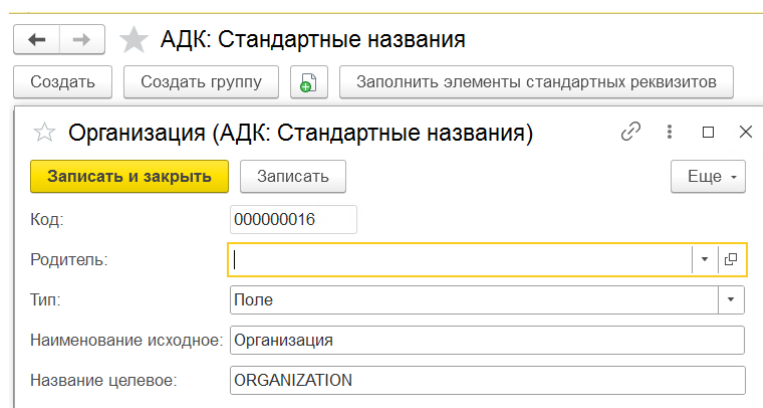 АДК: Стандартные названия
Создать Создать группу Заполнить элементы стандартных реквизитов
Организация (АДК: Стандартные названия)
Записать и закрыть Записать Еще
Код: 000000016
Родитель:
Тип: Поле
Наименование исходное: Организация
Название целевое: ORGANIZATION